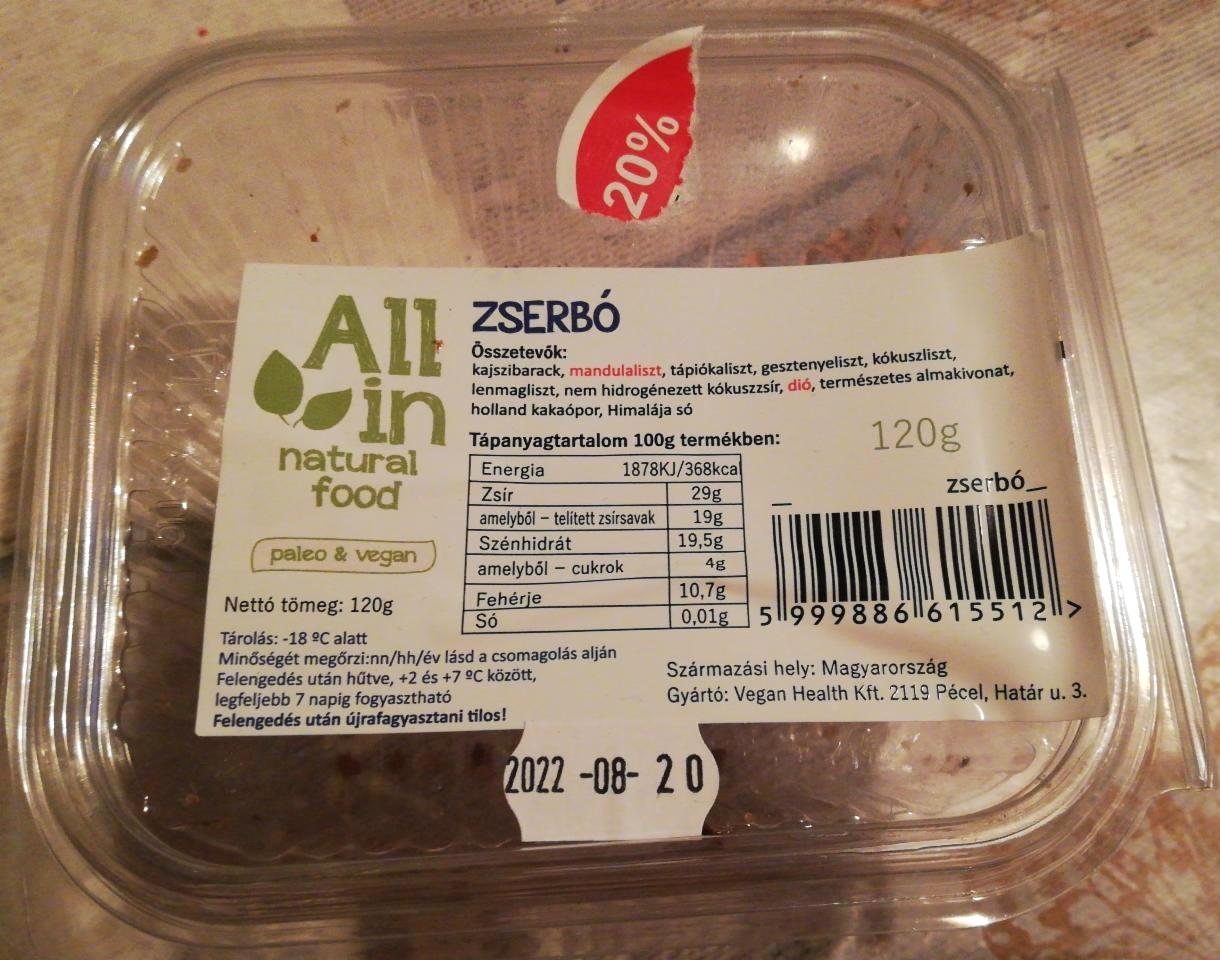 20%
All
in
natural
food
paleo & vegan
Nettó tömeg: 120g
Tárolás: -18 ºC alatt
Minőségét megőrzi:nn/hh/év lásd a csomagolás alján
Felengedés után hűtve, +2 és +7 ºC között,
legfeljebb 7 napig fogyasztható
Felengedés után újrafagyasztani tilos!
ZSERBÓ
Összetevők:
kajszibarack, mandulaliszt, tápiókaliszt, gesztenyeliszt, kókuszliszt,
lenmagliszt, nem hidrogénezett kókuszzsír, dió, természetes almakivonat,
holland kakaópor, Himalája só
Tápanyagtartalom 100g termékben:
Energia 1878KJ/368kcal
Zsír 29g
amelyből – telített zsírsavak 19g
Szénhidrát 19,5g
amelyből – cukrok 4g
Fehérje 10,7g
Só 0,01g
120g
_ zserbó_
5 999886 615512 >
Származási hely: Magyarország
Gyártó: Vegan Health Kft. 2119 Pécel, Határ u. 3.
2022 -08- 20